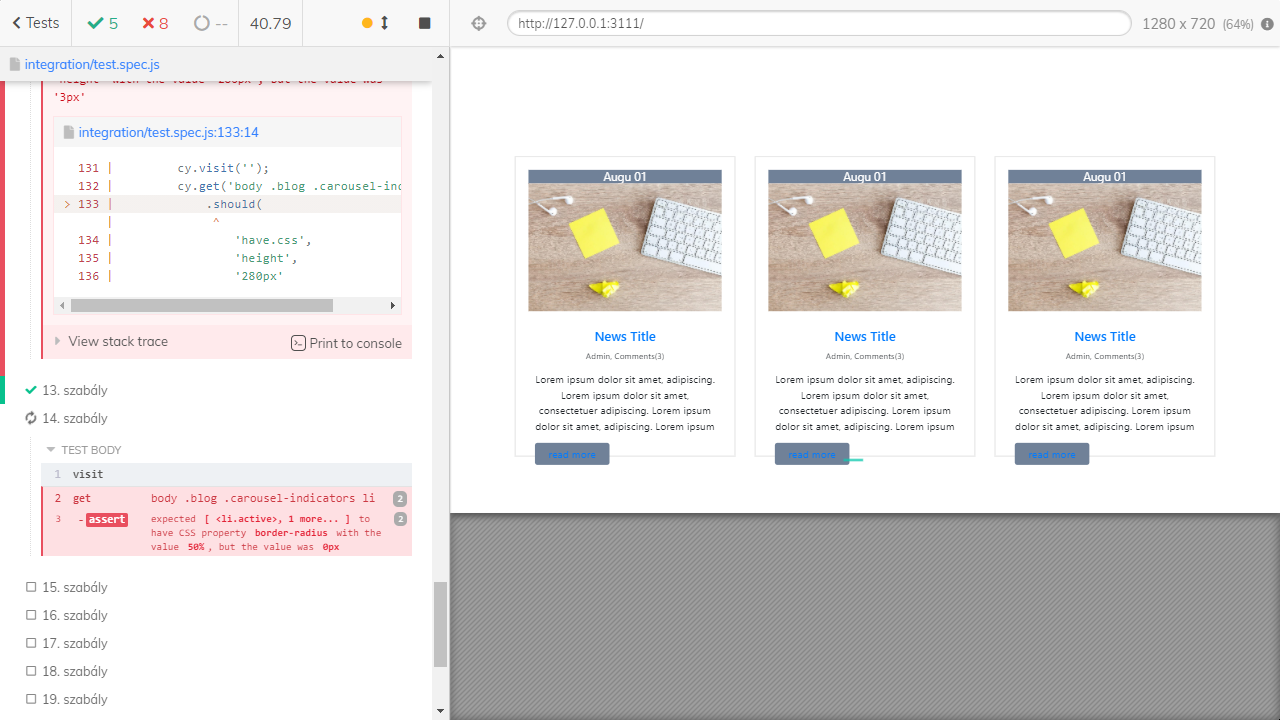 Tests
5
8
--
40.79
http://127.0.0.1:3111/
1280 x 720 (64%)
integration/test.spec.js
'height' with the value '280px', but the value was
'3px'
integration/test.spec.js:133:14
131 | cy.visit('');
132 | cy.get('body .blog .carousel-ind
> 133 | .should(
| ^
134 | 'have.css',
135 | 'height',
136 | '280px'
View stack trace
Print to console
13. szabály
14. szabály
TEST BODY
1 visit
2 get body .blog .carousel-indicators li 2
3 -assert expected [ <li.active>, 1 more... ] to 2
have CSS property border-radius with the
value 50% , but the value was 0px
15. szabály
16. szabály
17. szabály
18. szabály
19. szabály
Augu 01
News Title
Admin, Comments(3)
Lorem ipsum dolor sit amet, adipiscing.
Lorem ipsum dolor sit amet,
consectetuer adipiscing. Lorem ipsum
dolor sit amet, adipiscing. Lorem ipsum
read more
Augu 01
News Title
Admin, Comments(3)
Lorem ipsum dolor sit amet, adipiscing.
Lorem ipsum dolor sit amet,
consectetuer adipiscing. Lorem ipsum
dolor sit amet, adipiscing. Lorem ipsum
read more
Augu 01
News Title
Admin, Comments(3)
Lorem ipsum dolor sit amet, adipiscing.
Lorem ipsum dolor sit amet,
consectetuer adipiscing. Lorem ipsum
dolor sit amet, adipiscing. Lorem ipsum
read more